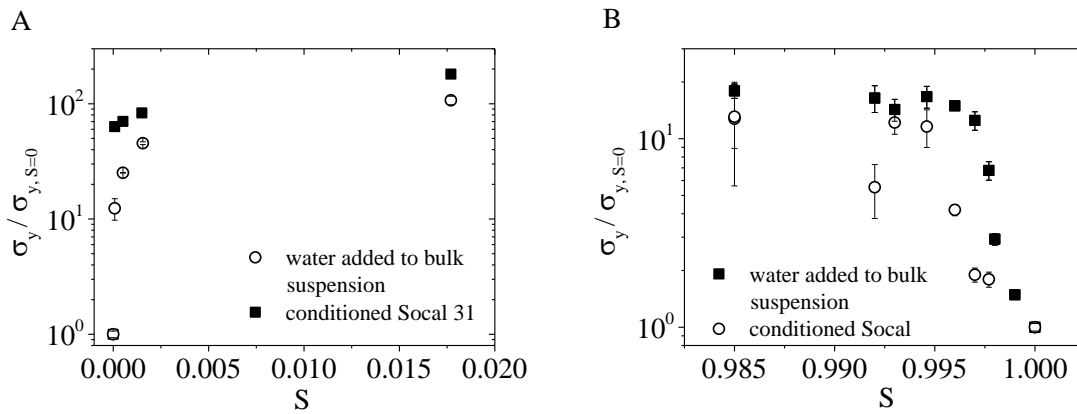 A
B
σy / σy, S=0
10^2
10^1
10^0
water added to bulk
suspension
conditioned Socal 31
0.000 0.005 0.010 0.015 0.020
S
σy / σy, S=0
10^1
10^0
water added to bulk
suspension
conditioned Socal
0.985 0.990 0.995 1.000
S